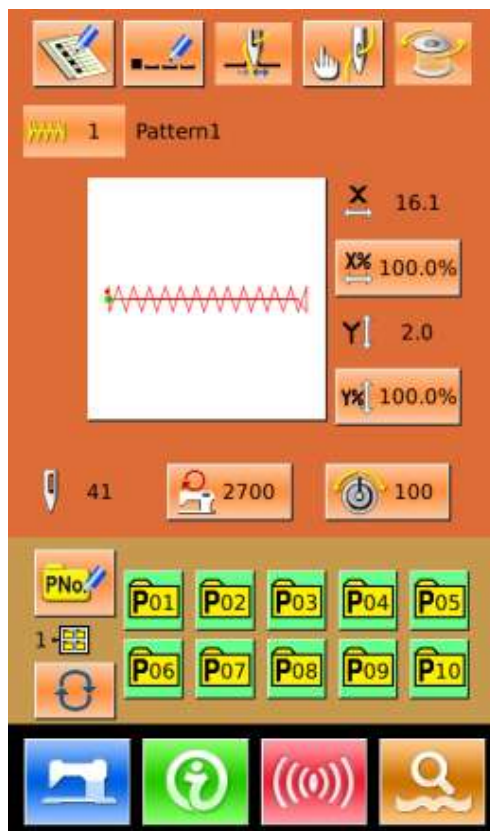 1 Pattern1
X 16.1
X% 100.0%
Y 2.0
Y% 100.0%
41 2700 100
PNo.
P01 P02 P03 P04 P05
1
P06 P07 P08 P09 P10